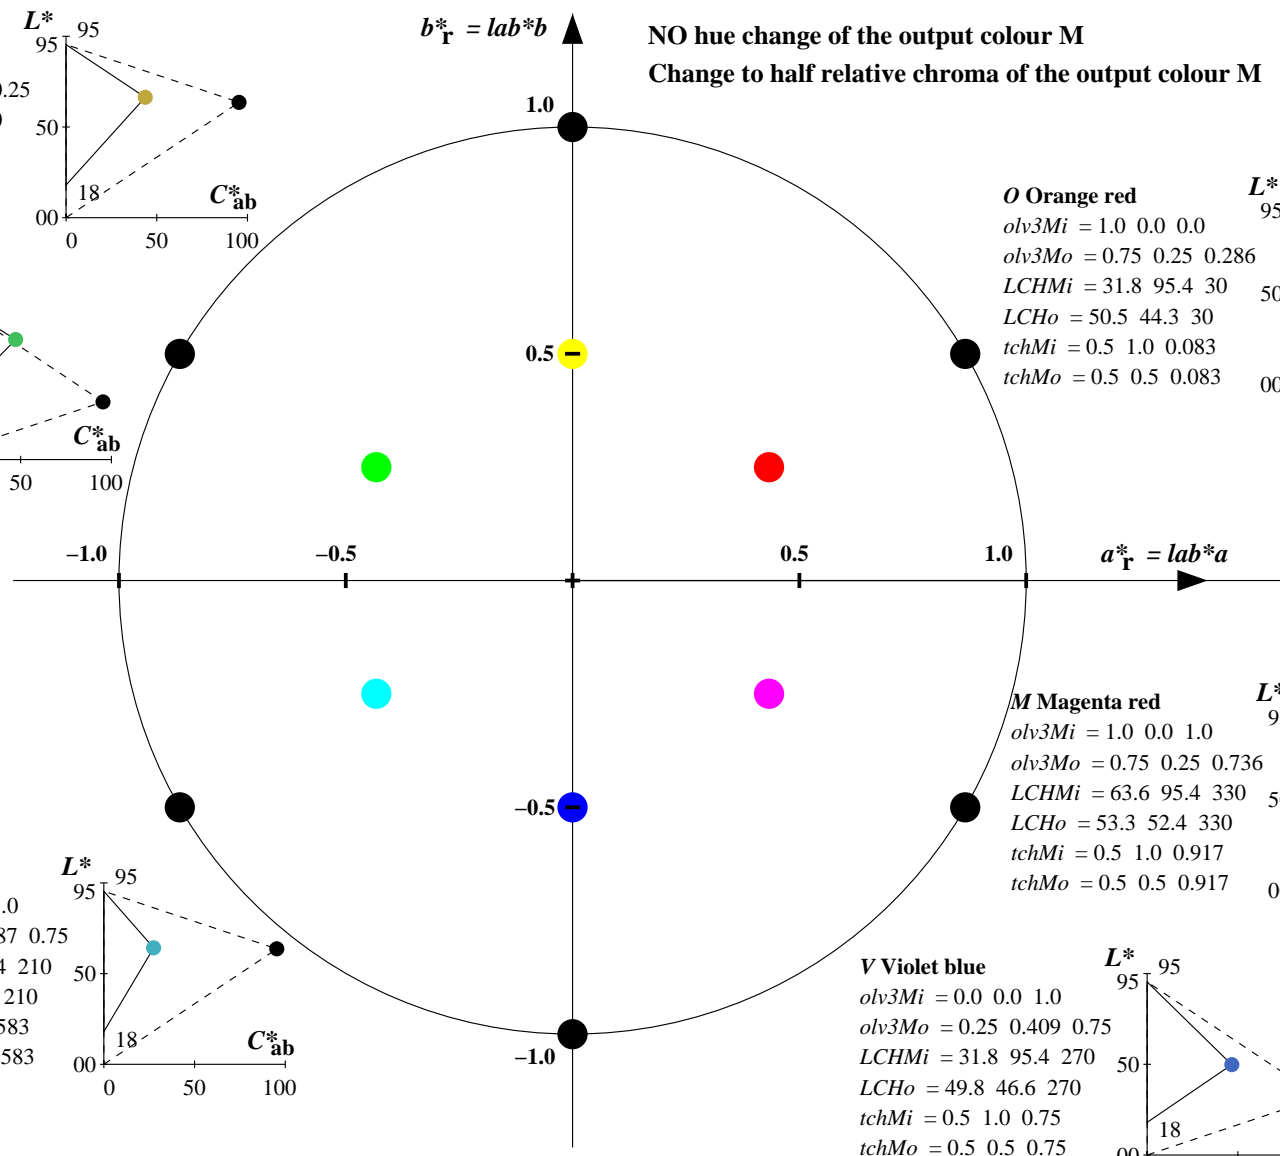 b*r = lab*b
NO hue change of the output colour M
Change to half relative chroma of the output colour M
L*
95
95
50
00
18
C*ab
0 50 100
1.0
0.5
–1.0 –0.5 0.5 1.0
a*r = lab*a
–0.5
–1.0
C*ab
50 100
O Orange red
olv3Mi = 1.0 0.0 0.0
olv3Mo = 0.75 0.25 0.286
LCHMi = 31.8 95.4 30
LCHo = 50.5 44.3 30
tchMi = 0.5 1.0 0.083
tchMo = 0.5 0.5 0.083
L*
95
50
00
M Magenta red
olv3Mi = 1.0 0.0 1.0
olv3Mo = 0.75 0.25 0.736
LCHMi = 63.6 95.4 330
LCHo = 53.3 52.4 330
tchMi = 0.5 1.0 0.917
tchMo = 0.5 0.5 0.917
L*
.0
0.75
210
210
583
583
L*
95
95
50
00
18
C*ab
0 50 100
V Violet blue
olv3Mi = 0.0 0.0 1.0
olv3Mo = 0.25 0.409 0.75
LCHMi = 31.8 95.4 270
LCHo = 49.8 46.6 270
tchMi = 0.5 1.0 0.75
tchMo = 0.5 0.5 0.75
L*
95
95
50
18
00